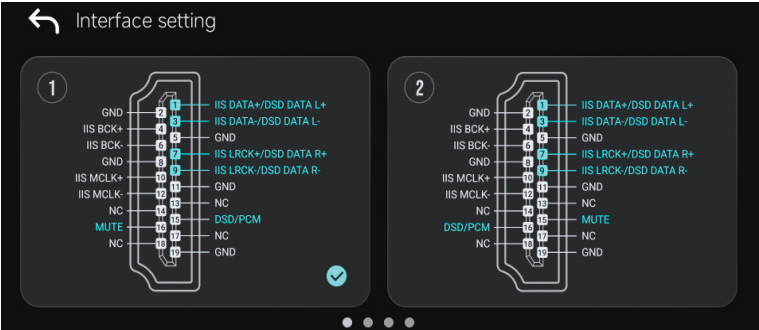 Interface setting
1
GND 2
IIS BCK+ 4
IIS BCK- 6
GND 8
IIS MCLK+ 10
IIS MCLK- 12
NC 14
MUTE 16
NC 18
1 IIS DATA+/DSD DATA L+
3 IIS DATA-/DSD DATA L-
5 GND
7 IIS LRCK+/DSD DATA R+
9 IIS LRCK-/DSD DATA R-
11 GND
13 NC
15 DSD/PCM
17 NC
19 GND
2
GND 2
IIS BCK+ 4
IIS BCK- 6
GND 8
IIS MCLK+ 10
IIS MCLK- 12
NC 14
DSD/PCM 16
NC 18
1 IIS DATA+/DSD DATA L+
3 IIS DATA-/DSD DATA L-
5 GND
7 IIS LRCK+/DSD DATA R+
9 IIS LRCK-/DSD DATA R-
11 GND
13 NC
15 MUTE
17 NC
19 GND